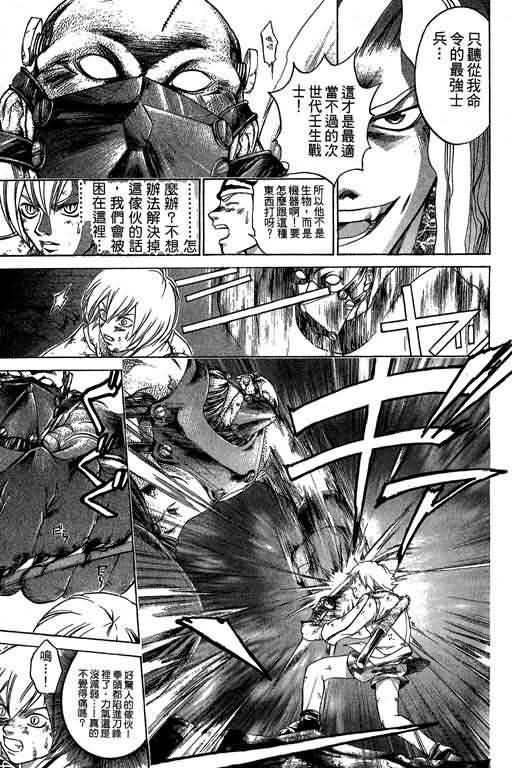 只聽從我命
令的最強士
兵…
這才是最適
當不過的次
世代壬生戰
士！
所以他不是
生物，而是
機器啊！要
怎麼跟這種
東西打呀？
怎
麼辦？不想
辦法解決掉
這傢伙的話
，我們會被
困在這裡…
好驚人的傢伙！
拳頭都陷進刀鋒
裡了，力氣還是
沒減弱…！真的
不覺得痛嗎？
嗚…！